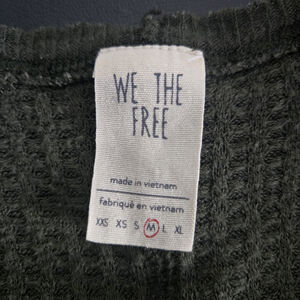 WE THE
FREE
made in vietnam
fabriqué en vietnam
XXS XS S M L XL